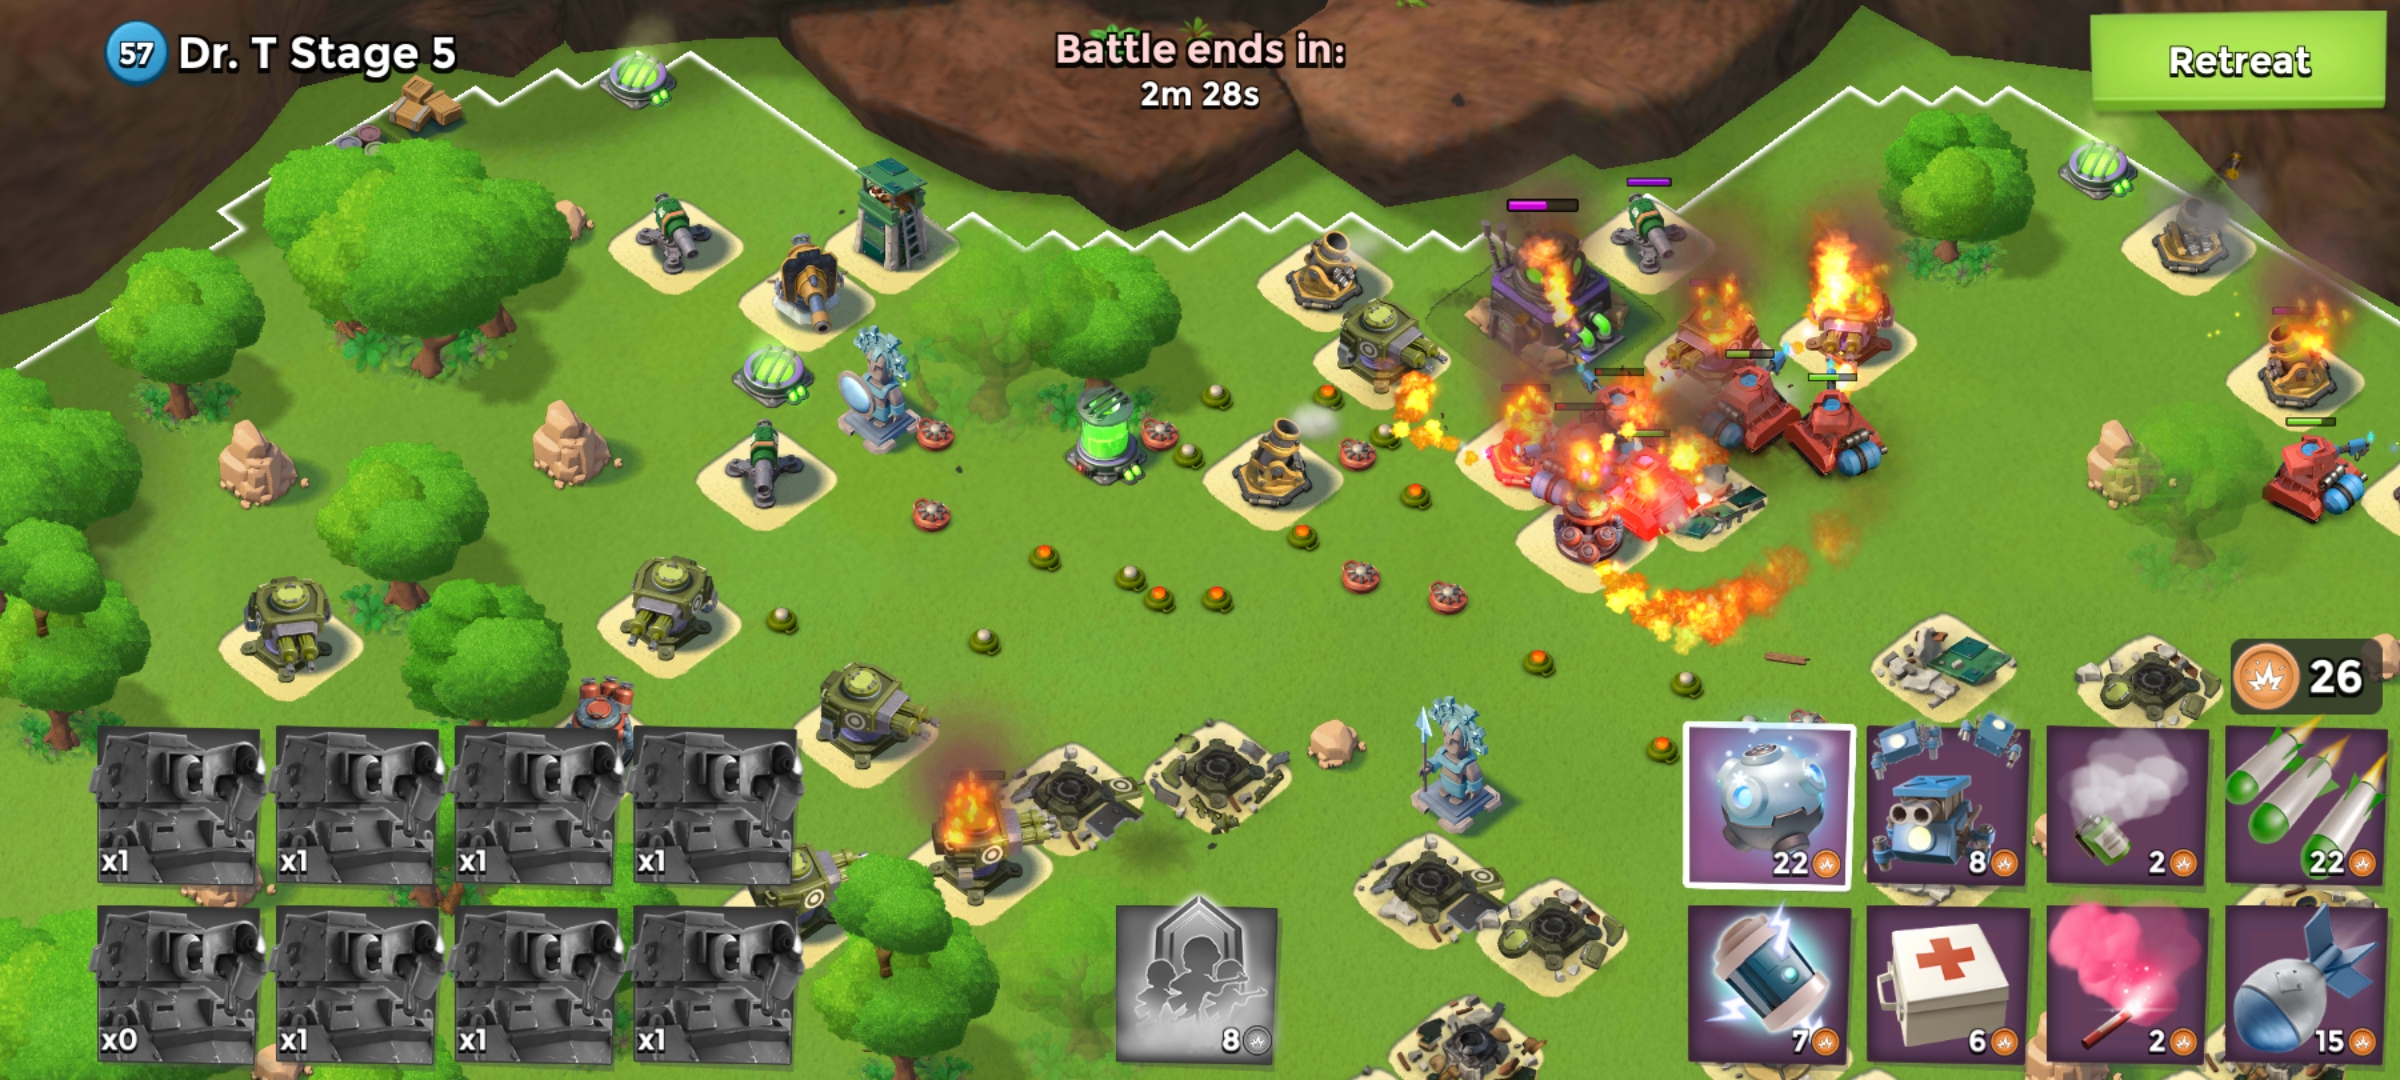 57 Dr. T Stage 5
Battle ends in:
2m 28s
Retreat
26
x1 x1 x1 x1
22 8 2 22
x0 x1 x1 x1
8
7 6 2 15